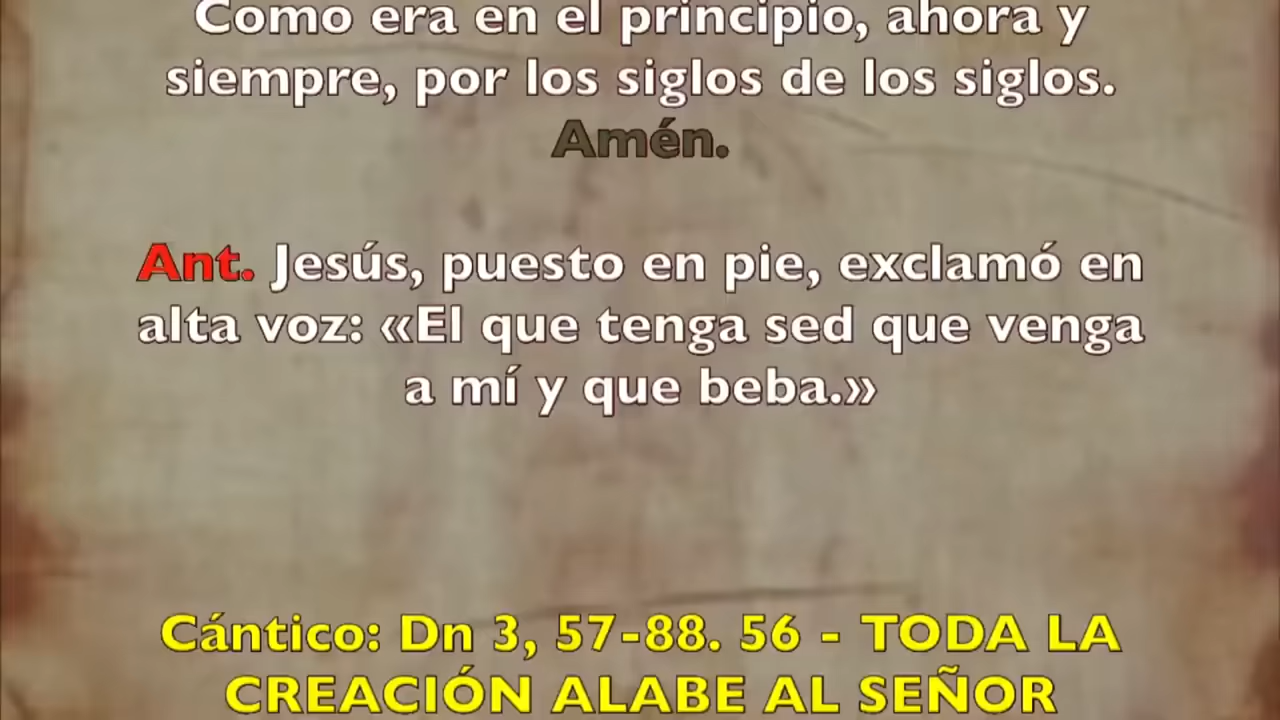 Como era en el principio, ahora y
siempre, por los siglos de los siglos.
Amén.
Ant. Jesús, puesto en pie, exclamó en
alta voz: «El que tenga sed que venga
a mí y que beba.»
Cántico: Dn 3, 57-88. 56 - TODA LA
CREACIÓN ALABE AL SEÑOR